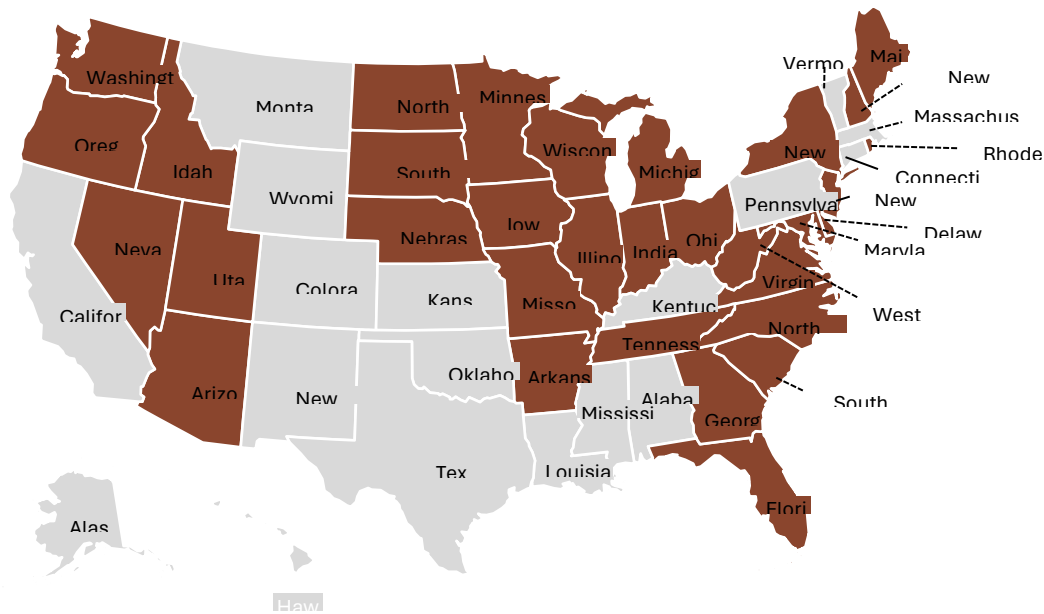 Mai
Vermo
Washingt
New
Minnes
North
Monta
Massachus
Oreg
Wiscon
New
Rhode
Idah
South
Michig
Connecti
Wyomi
New
Pennsylva
Iow
Delaw
Nebras
Ohi
Neva
India
Maryla
Illino
Uta
Virgin
Colora
Kans
Misso
Kentuc
Califor
West
North
Tenness
Oklaho
Arkans
Arizo
New
Alaba
South
Mississi
Georg
Tex
Louisia
Flori
Alas
Haw